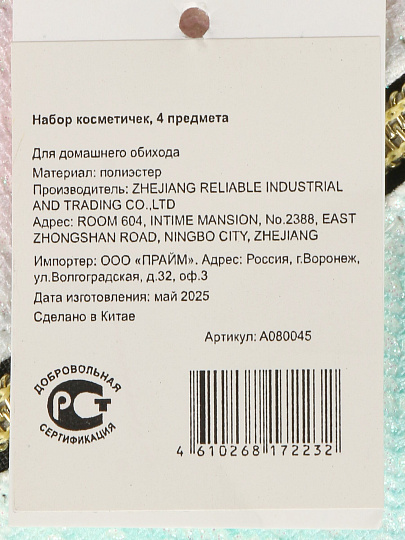 Набор косметичек, 4 предмета
Для домашнего обихода
Материал: полиэстер
Производитель: ZHEJIANG RELIABLE INDUSTRIAL
AND TRADING CO.,LTD
Адрес: ROOM 604, INTIME MANSION, No.2388, EAST
ZHONGSHAN ROAD, NINGBO CITY, ZHEJIANG
Импортер: ООО «ПРАЙМ». Адрес: Россия, г.Воронеж,
ул.Волгоградская, д.32, оф.3
Дата изготовления: май 2025
Сделано в Китае
Артикул: A080045
ДОБРОВОЛЬНАЯ
РСТ
СЕРТИФИКАЦИЯ
4 610268 172232